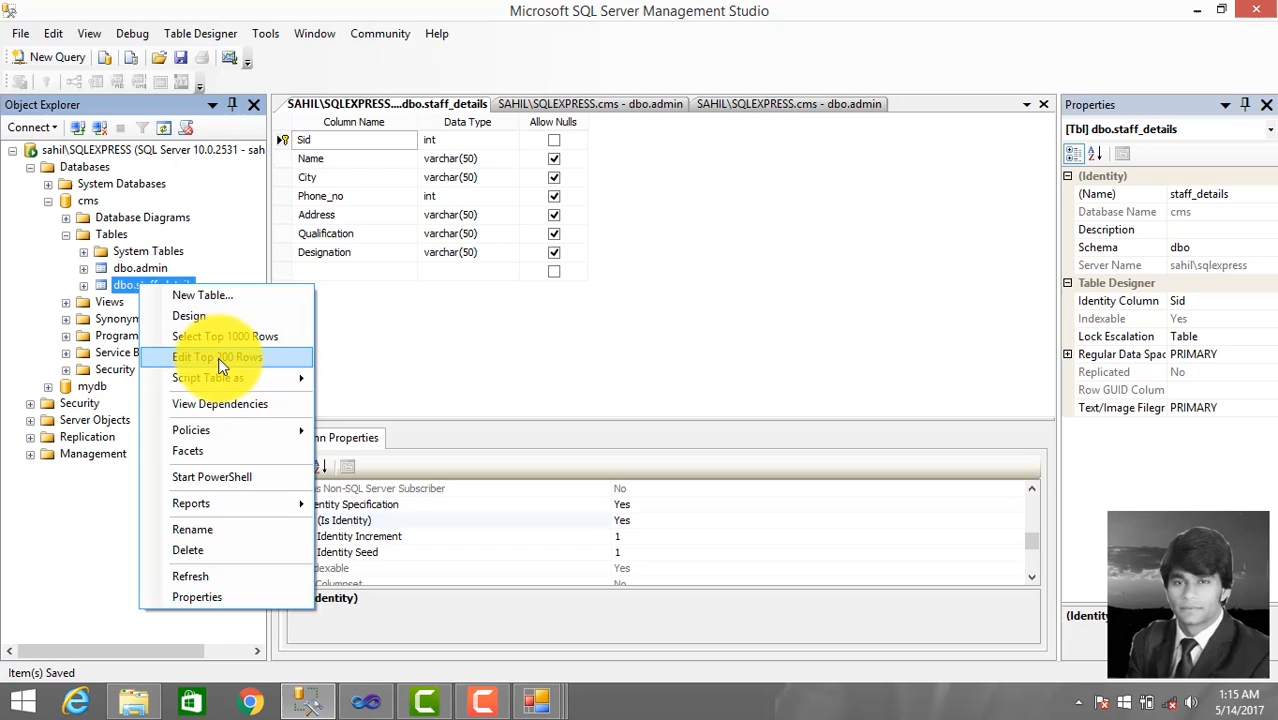 Microsoft SQL Server Management Studio
File Edit View Debug Table Designer Tools Window Community Help
New Query
Object Explorer
SAHIL\SQLEXPRESS....dbo.staff_details SAHIL\SQLEXPRESS.cms - dbo.admin SAHIL\SQLEXPRESS.cms - dbo.admin
Properties
Connect
sahil\SQLEXPRESS (SQL Server 10.0.2531 - sah
Databases
System Databases
cms
Database Diagrams
Tables
System Tables
dbo.admin
dbo.staff_details
Views
Synonym
Program
Service B
Security
mydb
Security
Server Objects
Replication
Management
Column Name Data Type Allow Nulls
Sid int
Name varchar(50)
City varchar(50)
Phone_no int
Address varchar(50)
Qualification varchar(50)
Designation varchar(50)
New Table...
Design
Select Top 1000 Rows
Edit Top 200 Rows
Script Table as
View Dependencies
Policies
Facets
Start PowerShell
Reports
Rename
Delete
Refresh
Properties
mn Properties
s Non-SQL Server Subscriber No
dentity Specification Yes
(Is Identity) Yes
Identity Increment 1
Identity Seed 1
ndexable Yes
s Columnset No
entity)
[Tbl] dbo.staff_details
(Identity)
(Name) staff_details
Database Name cms
Description
Schema dbo
Server Name sahil\sqlexpress
Table Designer
Identity Column Sid
Indexable Yes
Lock Escalation Table
Regular Data Spac PRIMARY
Replicated No
Row GUID Colum
Text/Image Filegr PRIMARY
(Identity)
Item(s) Saved
1:15 AM
5/14/2017